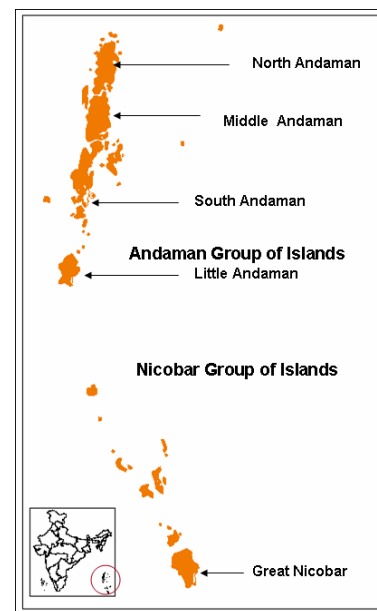 North Andaman
Middle Andaman
South Andaman
Andaman Group of Islands
Little Andaman
Nicobar Group of Islands
Great Nicobar